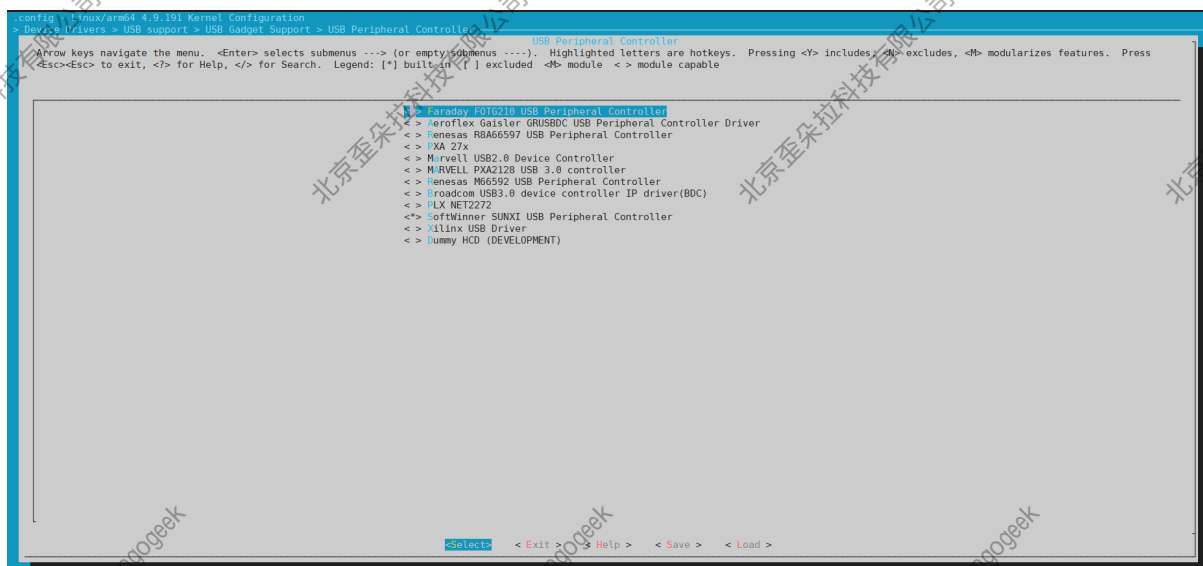 .config - Linux/arm64 4.9.191 Kernel Configuration
> Device Drivers > USB support > USB Gadget Support > USB Peripheral Controller
USB Peripheral Controller
Arrow keys navigate the menu.  <Enter> selects submenus ---> (or empty submenus ----).  Highlighted letters are hotkeys.  Pressing <Y> includes, <N> excludes, <M> modularizes features.  Press
<Esc><Esc> to exit, <?> for Help, </> for Search.  Legend: [*] built-in  [ ] excluded  <M> module  < > module capable
< > Faraday FOTG210 USB Peripheral Controller
< > Aeroflex Gaisler GRUSBDC USB Peripheral Controller Driver
< > Renesas R8A66597 USB Peripheral Controller
< > PXA 27x
< > Marvell USB2.0 Device Controller
< > MARVELL PXA2128 USB 3.0 controller
< > Renesas M66592 USB Peripheral Controller
< > Broadcom USB3.0 device controller IP driver(BDC)
< > PLX NET2272
<*> SoftWinner SUNXI USB Peripheral Controller
< > Xilinx USB Driver
< > Dummy HCD (DEVELOPMENT)
<Select>    < Exit >    < Help >    < Save >    < Load >
北京歪朵拉科技有限公司
北京歪朵拉科技有限公司